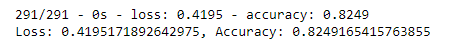 291/291 - 0s - loss: 0.4195 - accuracy: 0.8249
Loss: 0.4195171892642975, Accuracy: 0.8249165415763855